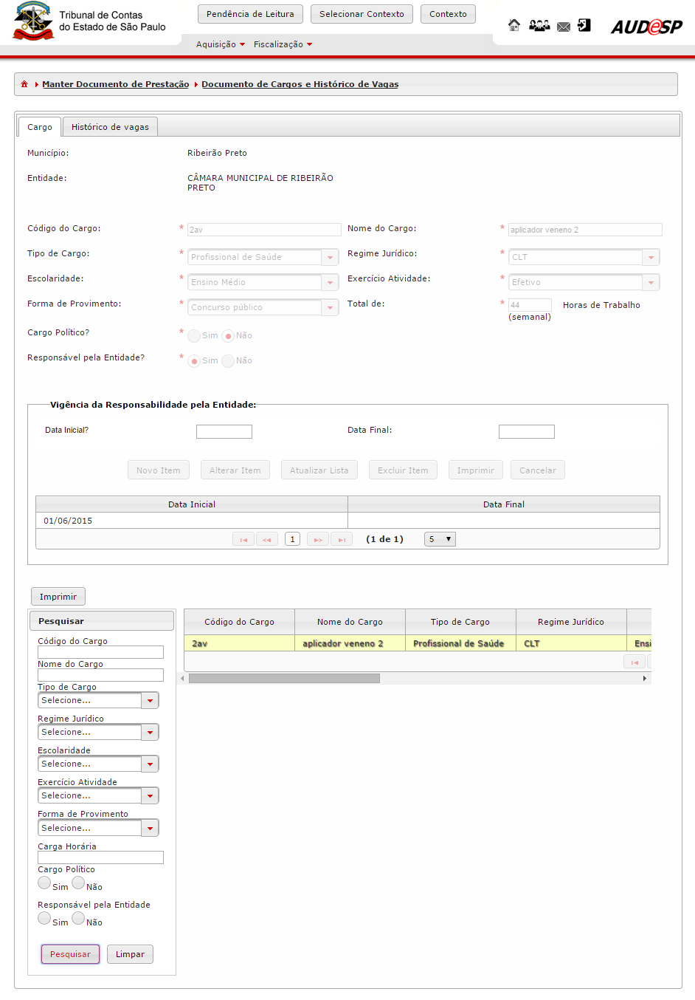 Tribunal de Contas
do Estado de São Paulo
Pendência de Leitura Selecionar Contexto Contexto
AUDeSP
Aquisição Fiscalização
Manter Documento de Prestação Documento de Cargos e Histórico de Vagas
Cargo Histórico de vagas
Município: Ribeirão Preto
Entidade: CÂMARA MUNICIPAL DE RIBEIRÃO
PRETO
Código do Cargo: * 2av Nome do Cargo: * aplicador veneno 2
Tipo de Cargo: * Profissional de Saúde Regime Jurídico: * CLT
Escolaridade: * Ensino Médio Exercício Atividade: * Efetivo
Forma de Provimento: * Concurso público Total de: * 44 Horas de Trabalho
(semanal)
Cargo Político? * Sim Não
Responsável pela Entidade? * Sim Não
Vigência da Responsabilidade pela Entidade:
Data Inicial? Data Final:
Novo Item Alterar Item Atualizar Lista Excluir Item Imprimir Cancelar
Data Inicial Data Final
01/06/2015
1 (1 de 1) 5
Imprimir
Pesquisar
Código do Cargo Nome do Cargo Tipo de Cargo Regime Jurídico
2av aplicador veneno 2 Profissional de Saúde CLT Ensi
Código do Cargo
Nome do Cargo
Tipo de Cargo
Selecione...
Regime Jurídico
Selecione...
Escolaridade
Selecione...
Exercício Atividade
Selecione...
Forma de Provimento
Selecione...
Carga Horária
Cargo Político
Sim Não
Responsável pela Entidade
Sim Não
Pesquisar Limpar